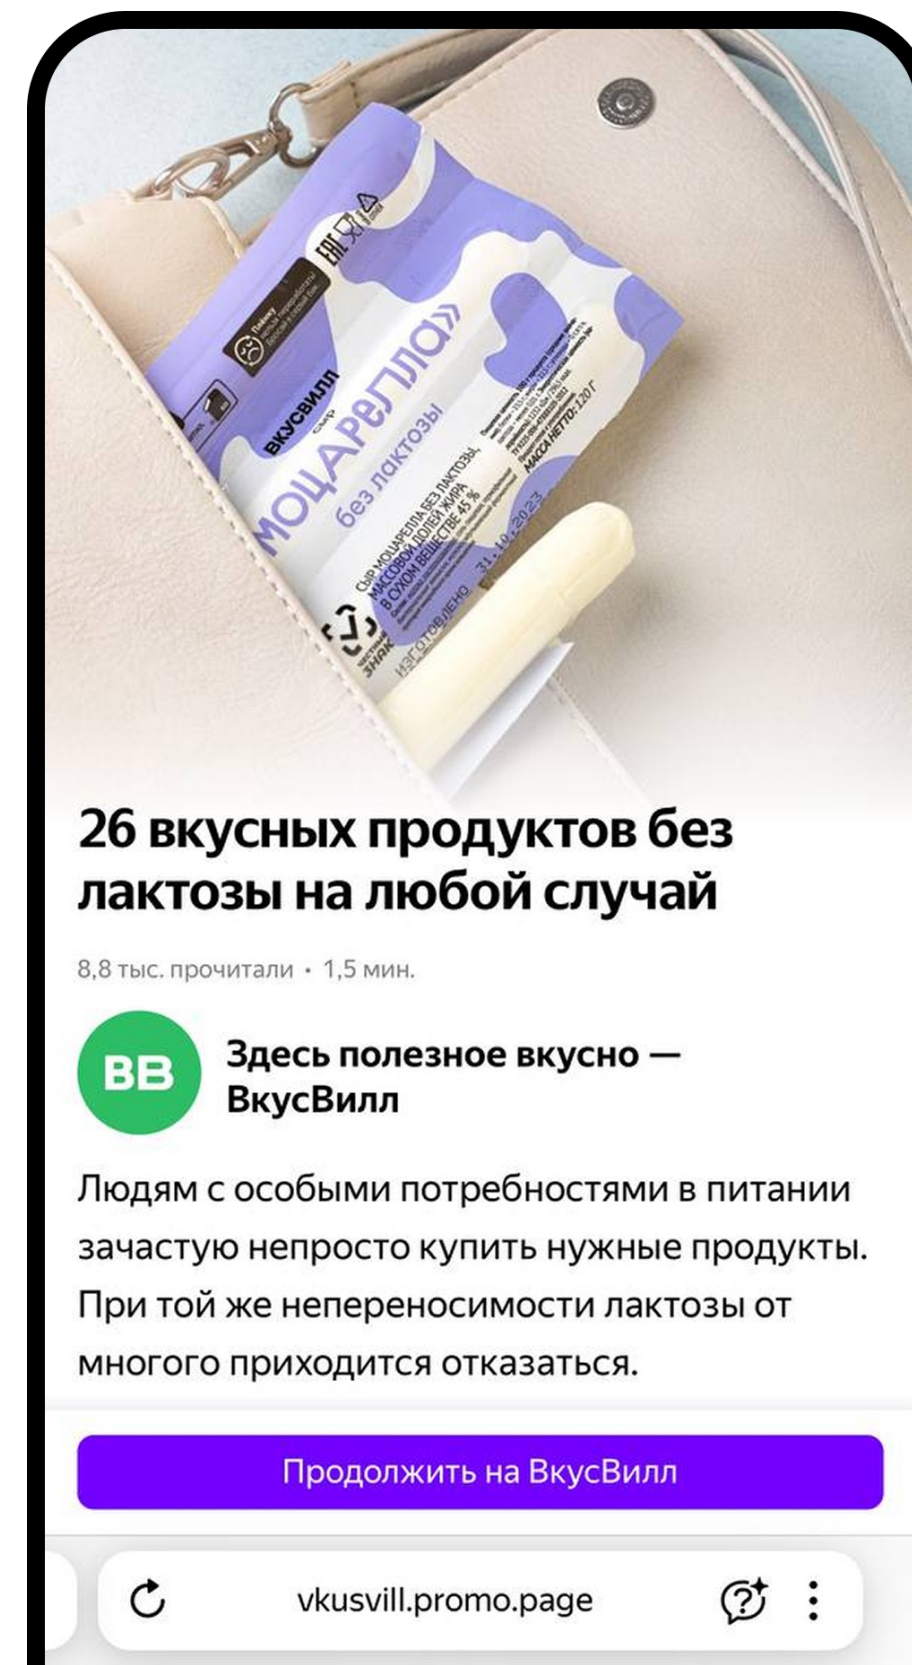 EAC
Плёнку
ВКУСВИЛЛ
сыр
МОЦАРЕЛЛА»
без лактозы
СЫР МОЦАРЕЛЛА БЕЗ ЛАКТОЗЫ,
МАССОВОЙ ДОЛЕЙ ЖИРА
В СУХОМ ВЕЩЕСТВЕ 45 %
МАССА НЕТТО: 120 Г
ИЗГОТОВЛЕНО 31.10.2023
ЧЕСТНЫЙ
ЗНАК
26 вкусных продуктов без
лактозы на любой случай
8,8 тыс. прочитали • 1,5 мин.
ВВ
Здесь полезное вкусно —
ВкусВилл
Людям с особыми потребностями в питании
зачастую непросто купить нужные продукты.
При той же непереносимости лактозы от
многого приходится отказаться.
Продолжить на ВкусВилл
vkusvill.promo.page